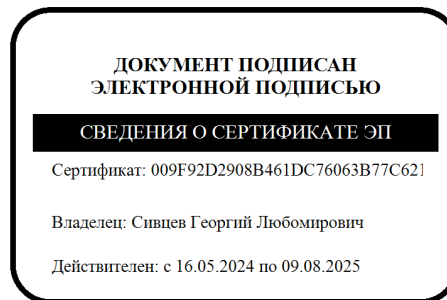 ДОКУМЕНТ ПОДПИСАН
ЭЛЕКТРОННОЙ ПОДПИСЬЮ
СВЕДЕНИЯ О СЕРТИФИКАТЕ ЭП
Сертификат: 009F92D2908B461DC76063B77C621
Владелец: Сивцев Георгий Любомирович
Действителен: с 16.05.2024 по 09.08.2025